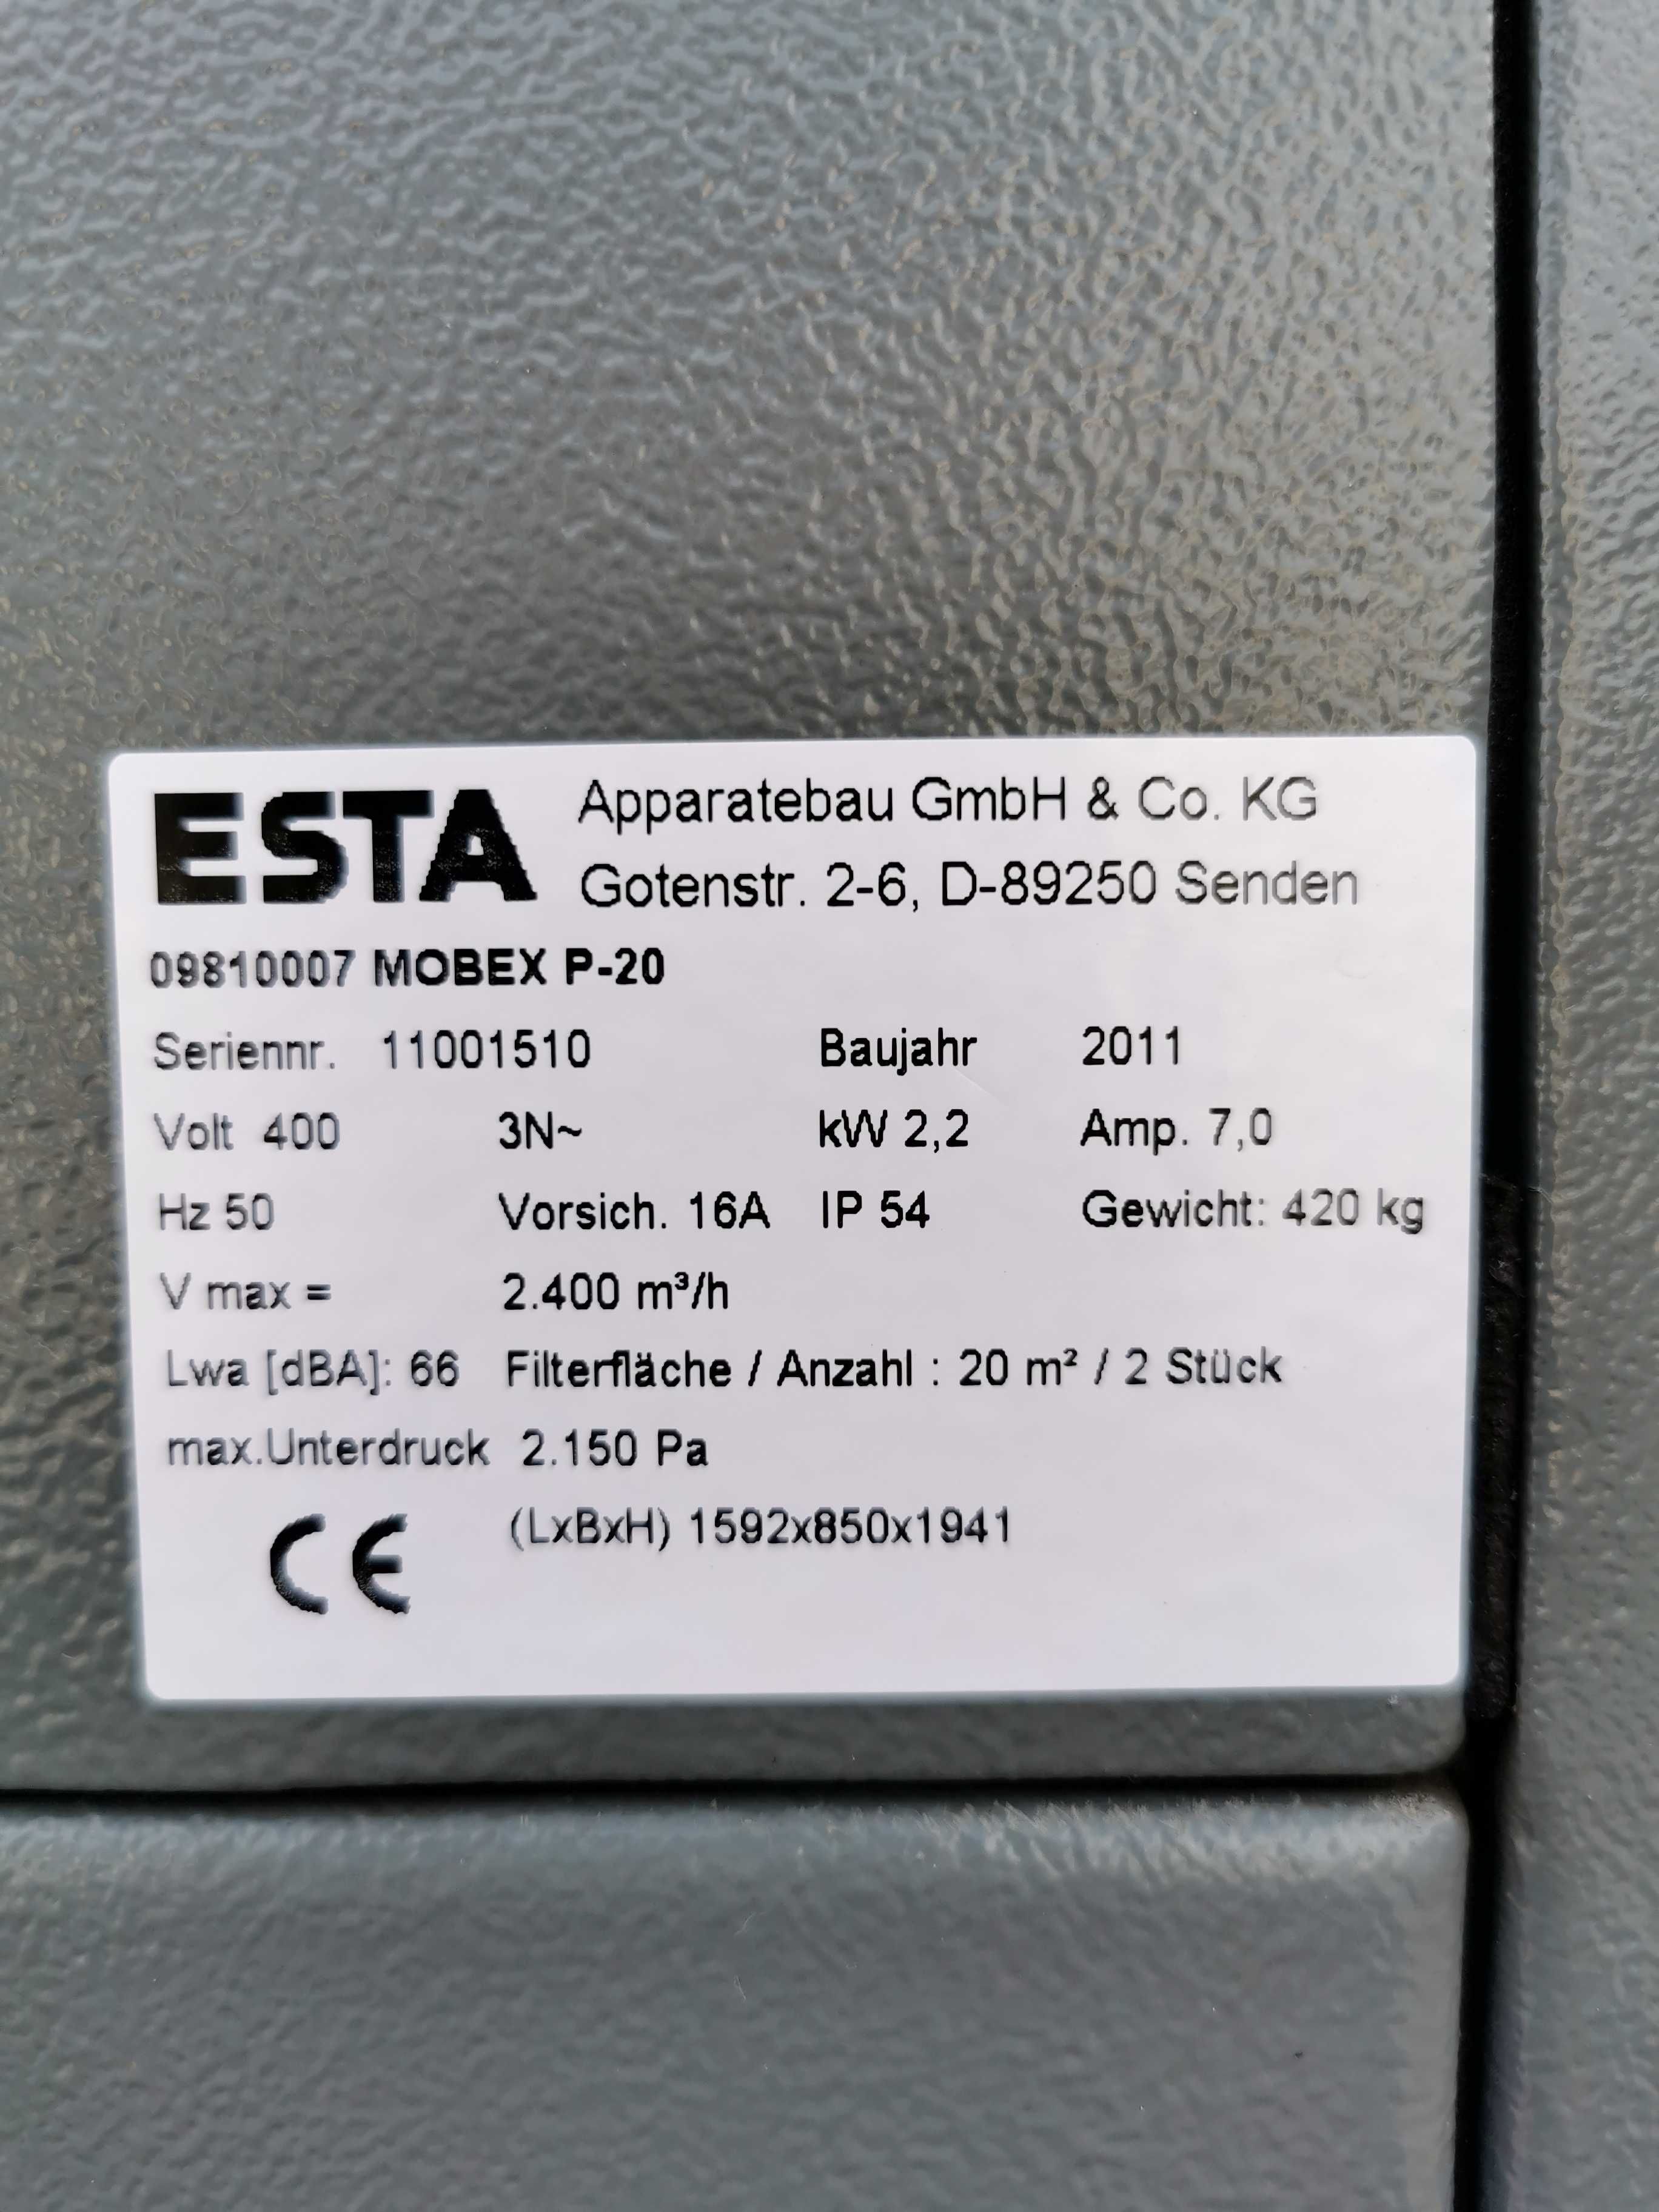 ESTA Apparatebau GmbH & Co. KG
Gotenstr. 2-6, D-89250 Senden
09810007 MOBEX P-20
Seriennr. 11001510 Baujahr 2011
Volt 400 3N~ kW 2,2 Amp. 7,0
Hz 50 Vorsich. 16A IP 54 Gewicht: 420 kg
V max = 2.400 m³/h
Lwa [dBA]: 66 Filterfläche / Anzahl : 20 m² / 2 Stück
max.Unterdruck 2.150 Pa
CE (LxBxH) 1592x850x1941